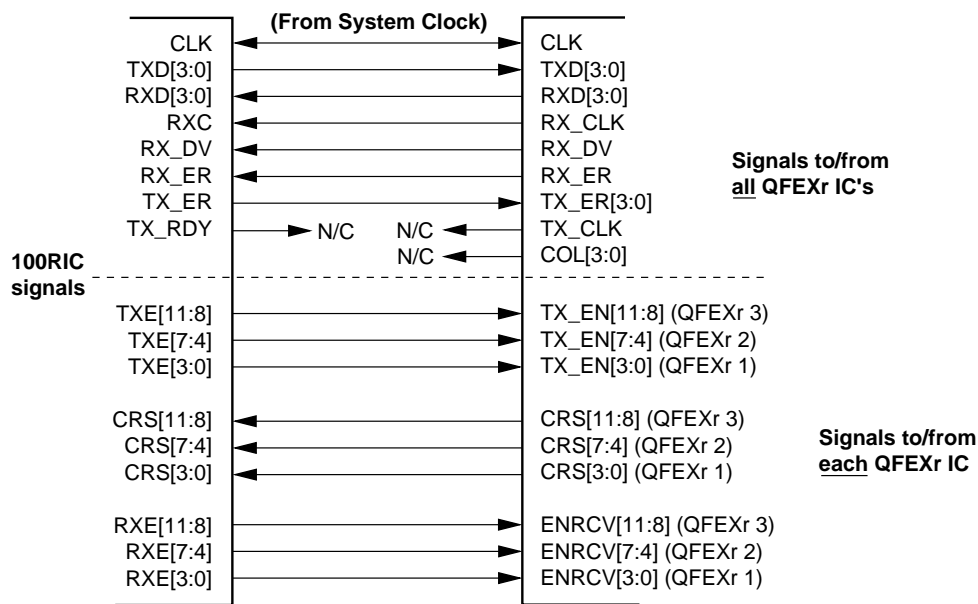 (From System Clock)
CLK CLK
TXD[3:0] TXD[3:0]
RXD[3:0] RXD[3:0]
RXC RX_CLK
RX_DV RX_DV
RX_ER RX_ER
TX_ER TX_ER[3:0]
TX_RDY N/C N/C TX_CLK
N/C COL[3:0]
Signals to/from
all QFEXr IC's
100RIC
signals
TXE[11:8] TX_EN[11:8] (QFEXr 3)
TXE[7:4] TX_EN[7:4] (QFEXr 2)
TXE[3:0] TX_EN[3:0] (QFEXr 1)
CRS[11:8] CRS[11:8] (QFEXr 3)
CRS[7:4] CRS[7:4] (QFEXr 2)
CRS[3:0] CRS[3:0] (QFEXr 1)
Signals to/from
each QFEXr IC
RXE[11:8] ENRCV[11:8] (QFEXr 3)
RXE[7:4] ENRCV[7:4] (QFEXr 2)
RXE[3:0] ENRCV[3:0] (QFEXr 1)